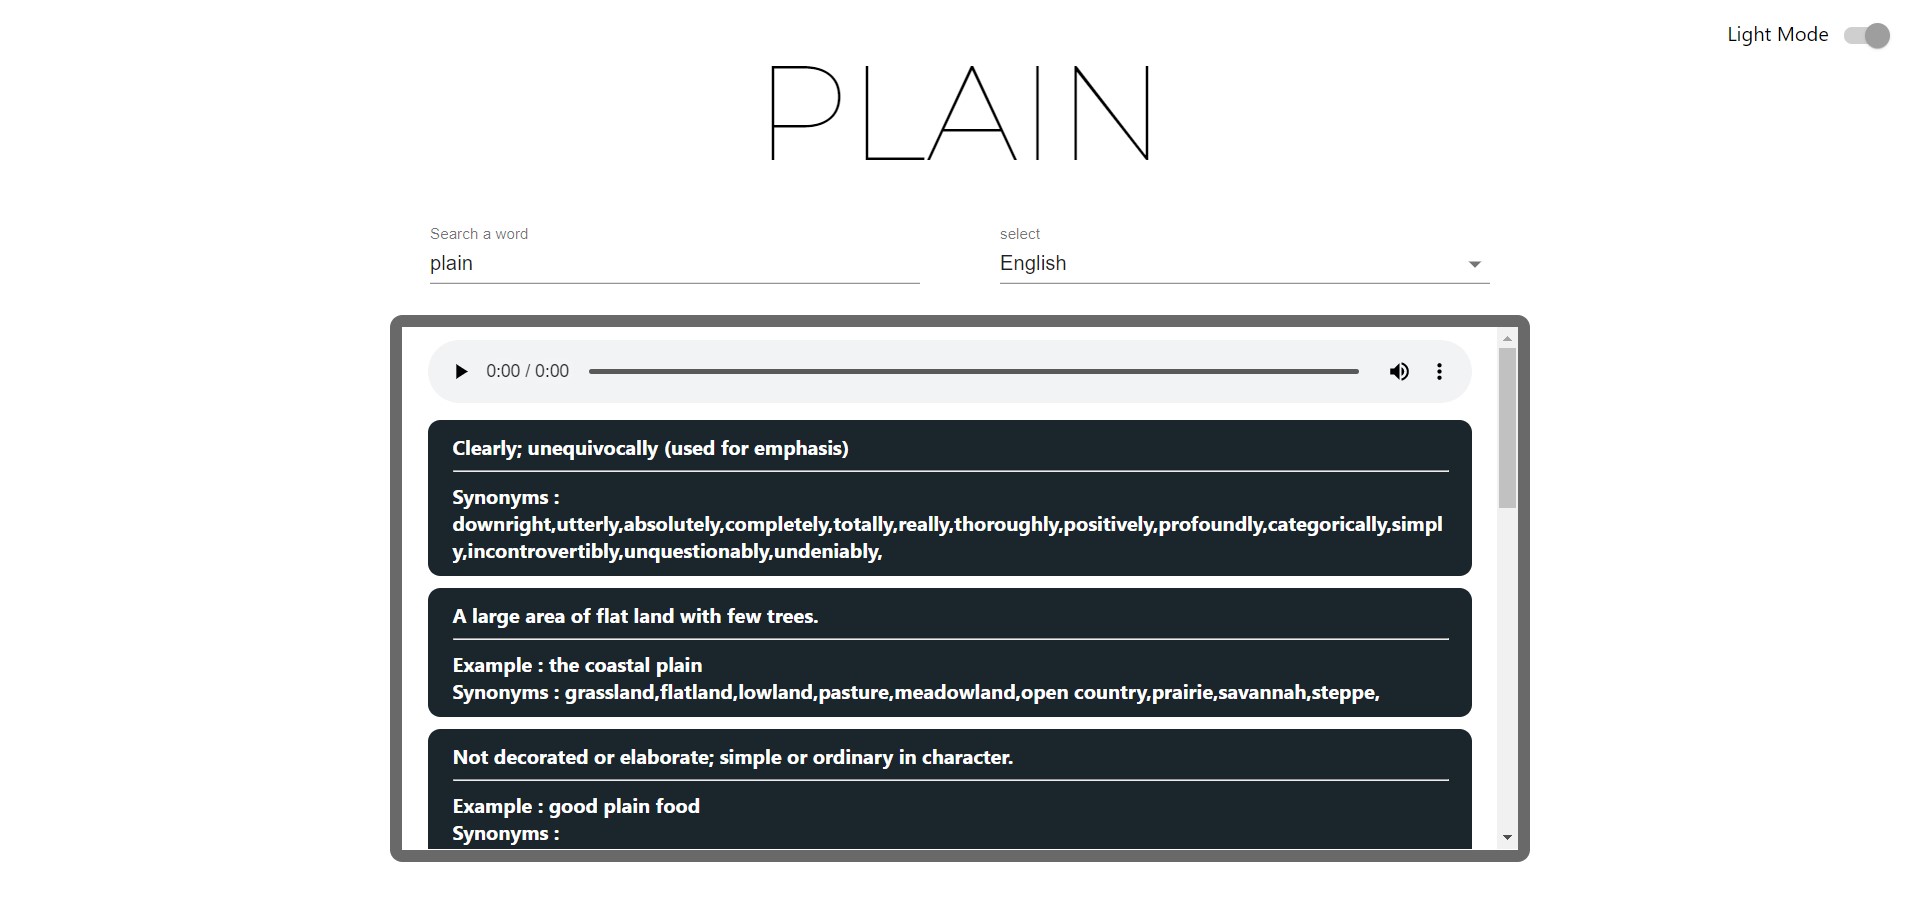 Light Mode
PLAIN
Search a word
plain
select
English
0:00 / 0:00
Clearly; unequivocally (used for emphasis)
Synonyms :
downright,utterly,absolutely,completely,totally,really,thoroughly,positively,profoundly,categorically,simpl
y,incontrovertibly,unquestionably,undeniably,
A large area of flat land with few trees.
Example : the coastal plain
Synonyms : grassland,flatland,lowland,pasture,meadowland,open country,prairie,savannah,steppe,
Not decorated or elaborate; simple or ordinary in character.
Example : good plain food
Synonyms :